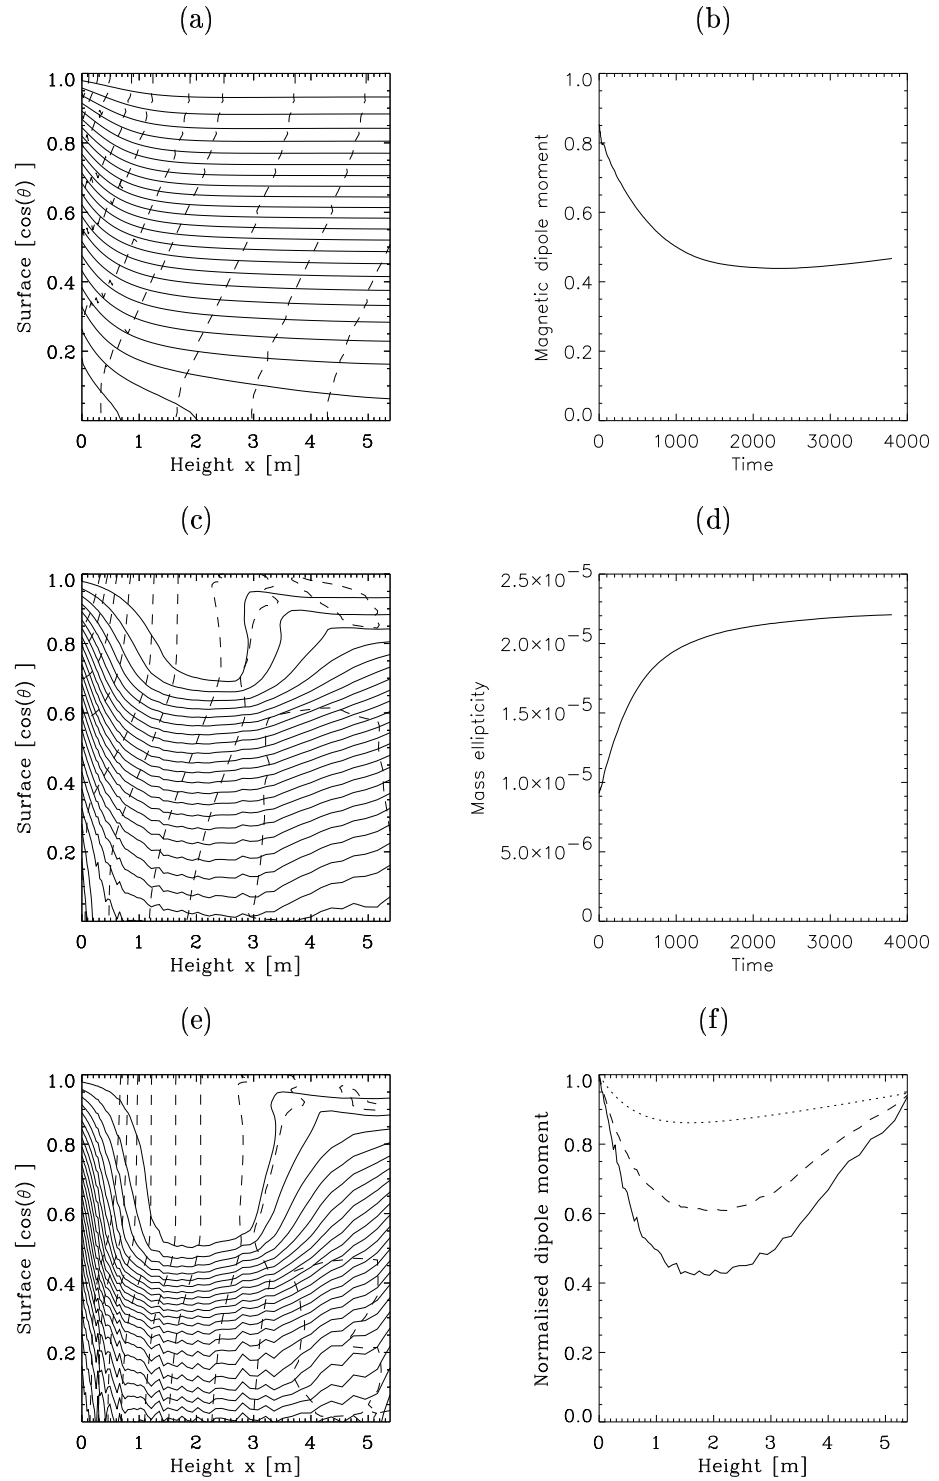 (a)
1.0
0.8
0.6
0.4
0.2
Surface [cos(θ) ]
0 1 2 3 4 5
Height x [m]
(b)
1.0
0.8
0.6
0.4
0.2
0.0
Magnetic dipole moment
0 1000 2000 3000 4000
Time
(c)
1.0
0.8
0.6
0.4
0.2
Surface [cos(θ) ]
0 1 2 3 4 5
Height x [m]
(d)
2.5×10⁻⁵
2.0×10⁻⁵
1.5×10⁻⁵
1.0×10⁻⁵
5.0×10⁻⁶
0
Mass ellipticity
0 1000 2000 3000 4000
Time
(e)
1.0
0.8
0.6
0.4
0.2
Surface [cos(θ) ]
0 1 2 3 4 5
Height x [m]
(f)
1.0
0.8
0.6
0.4
0.2
0.0
Normalised dipole moment
0 1 2 3 4 5
Height [m]